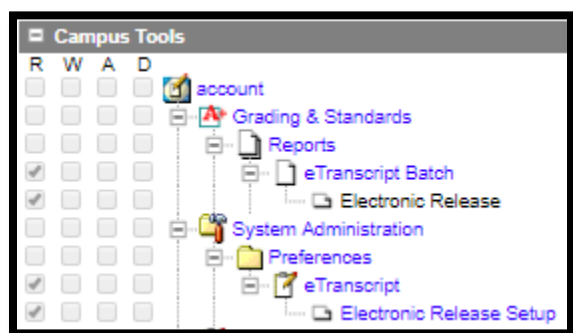 Campus Tools
R W A D
account
Grading & Standards
Reports
eTranscript Batch
Electronic Release
System Administration
Preferences
eTranscript
Electronic Release Setup